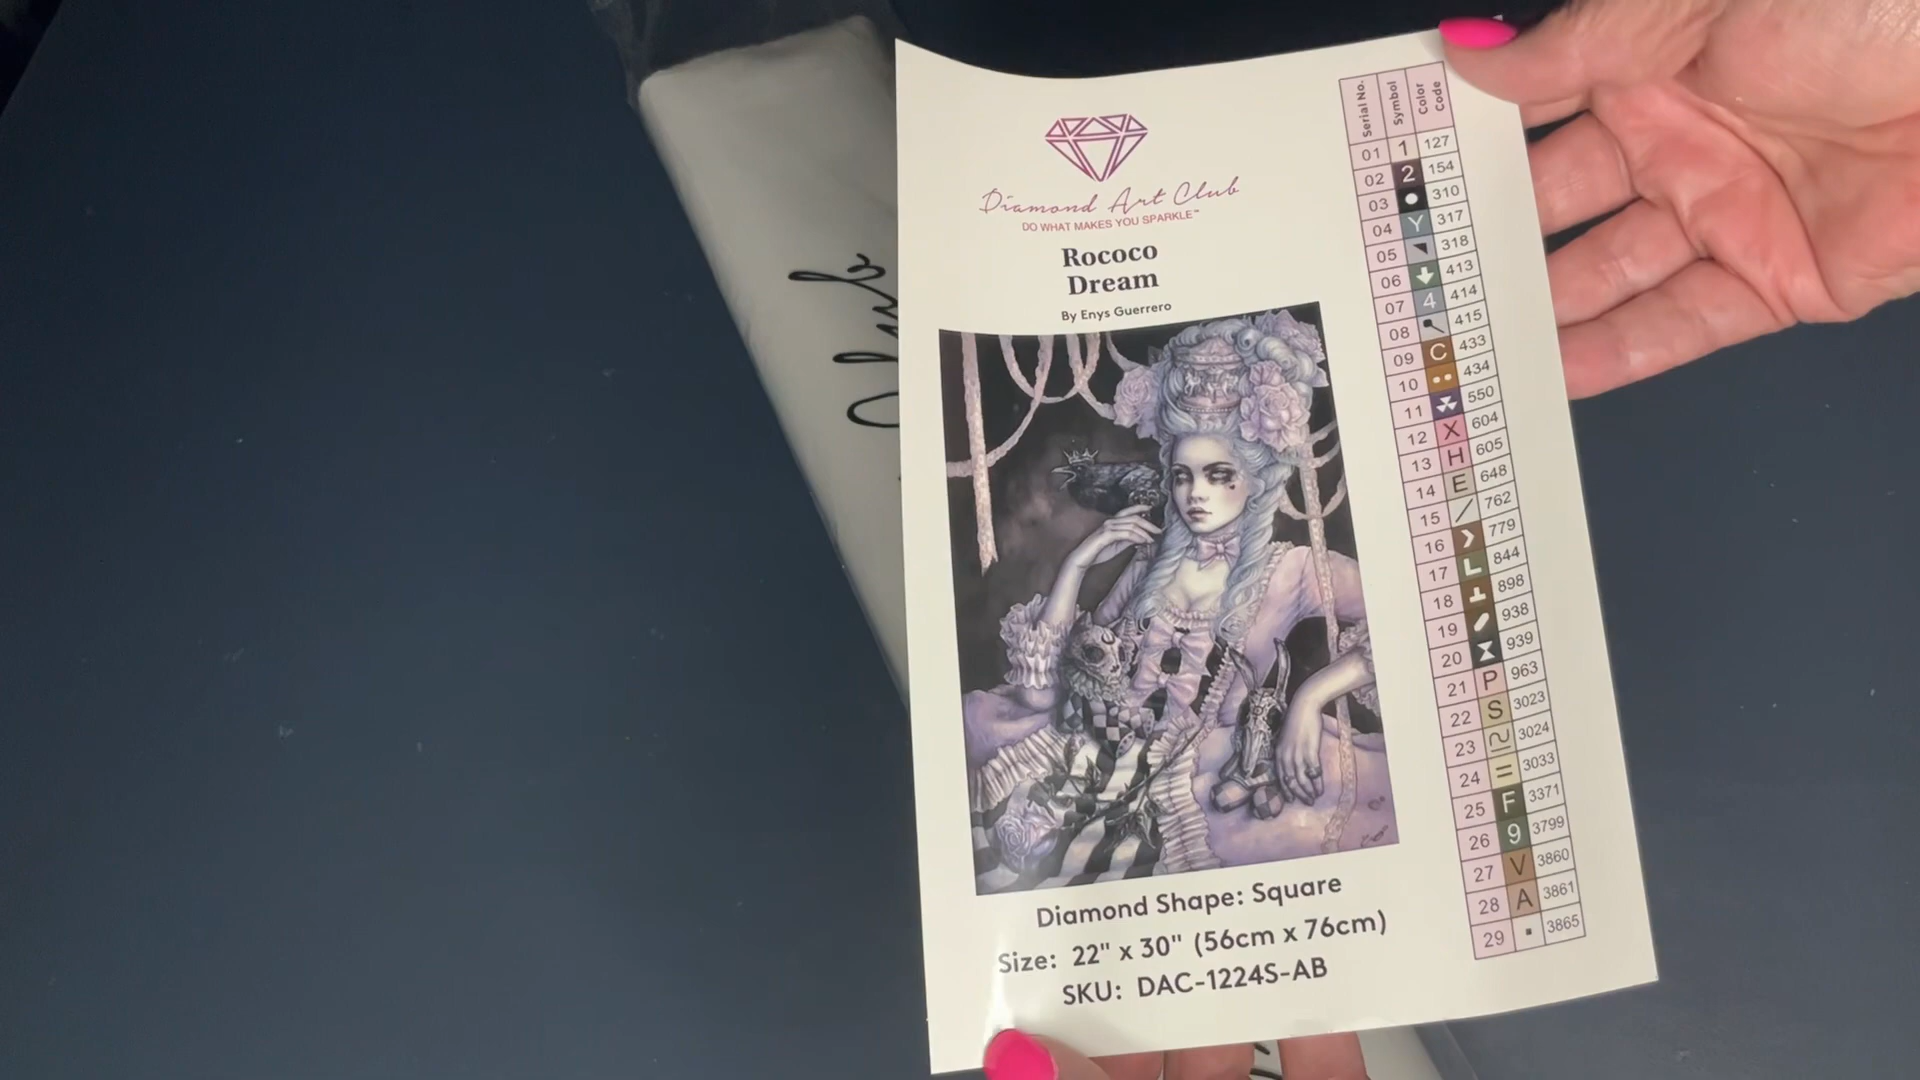 Diamond Art Club
DO WHAT MAKES YOU SPARKLE™
Rococo
Dream
By Enys Guerrero
Diamond Shape: Square
Size: 22" x 30" (56cm x 76cm)
SKU: DAC-1224S-AB
Serial No. Symbol Color Code
01 1 127
02 2 154
03 310
04 Y 317
05 318
06 413
07 4 414
08 415
09 C 433
10 434
11 550
12 X 604
13 H 605
14 E 648
15 / 762
16 779
17 L 844
18 898
19 938
20 939
21 P 963
22 S 3023
23 3024
24 = 3033
25 F 3371
26 9 3799
27 V 3860
28 A 3861
29 3865